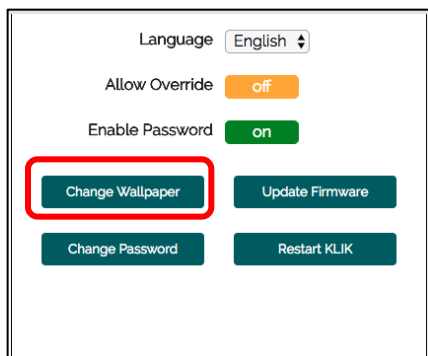 Language English
Allow Override off
Enable Password on
Change Wallpaper Update Firmware
Change Password Restart KLIK